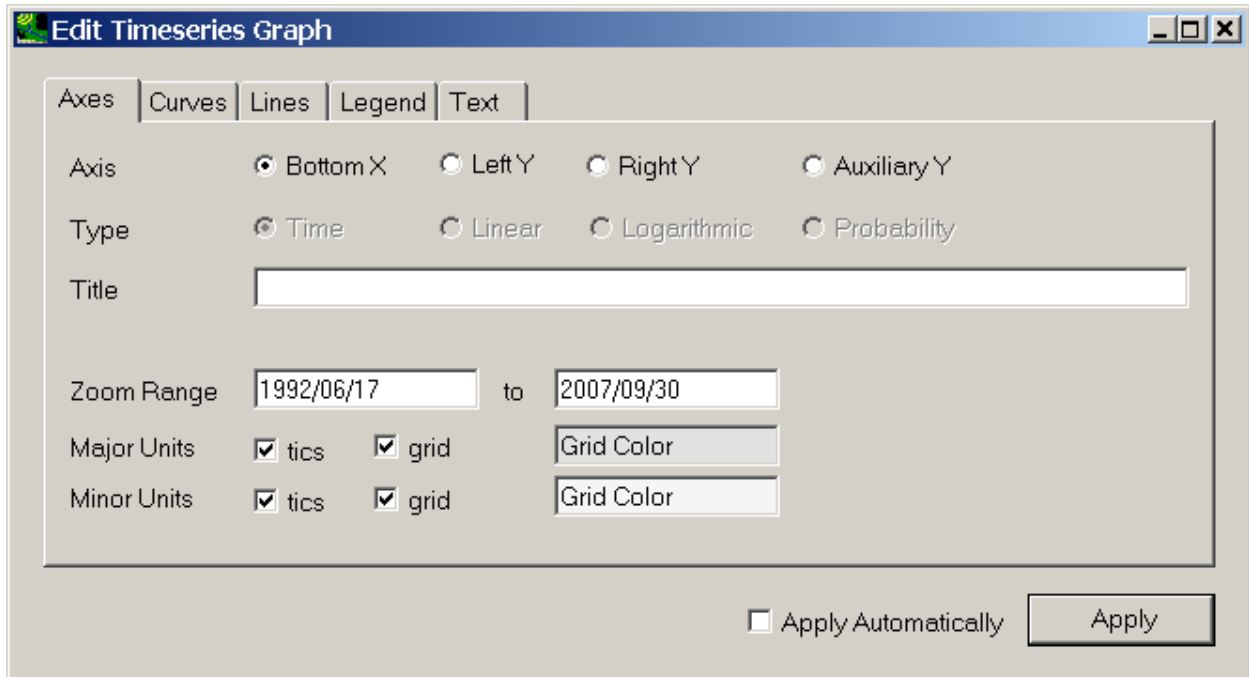 Edit Timeseries Graph
Axes Curves Lines Legend Text
Axis Bottom X Left Y Right Y Auxiliary Y
Type Time Linear Logarithmic Probability
Title
Zoom Range 1992/06/17 to 2007/09/30
Major Units tics grid Grid Color
Minor Units tics grid Grid Color
Apply Automatically Apply